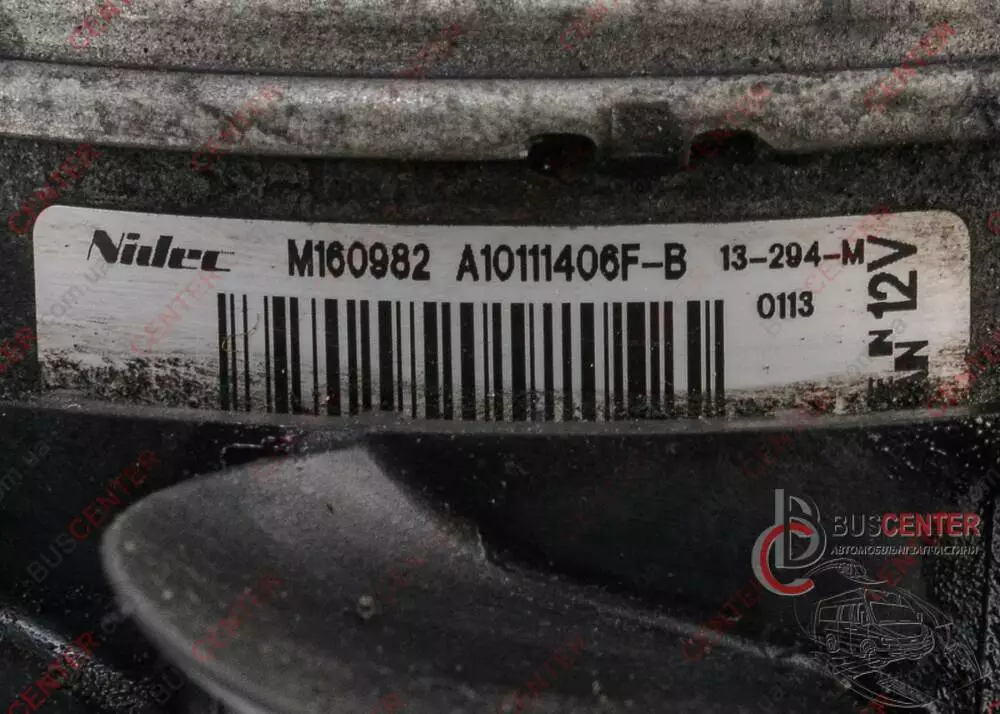 Nidec M160982 A10111406F-B 13-294-M
0113
N 12V
BUSCENTER
АВТОМОБІЛЬНІ ЗАПЧАСТИНИ